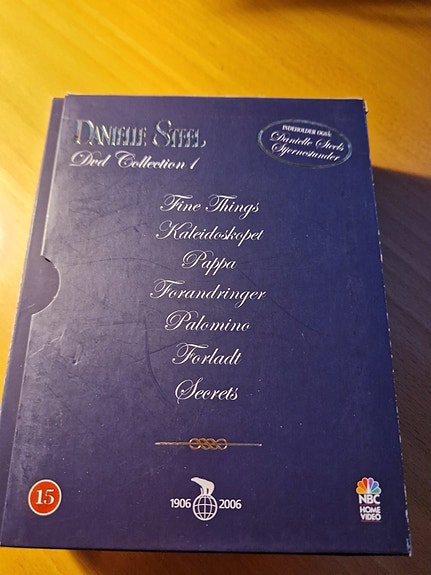 DANIELLE STEEL
Dvd Collection 1
INDEHOLDER OGSÅ:
Danielle Steels
Stjernestunder
Fine Things
Kaleidoskopet
Pappa
Forandringer
Palomino
Forladt
Secrets
15
1906 2006
NBC
HOME
VIDEO